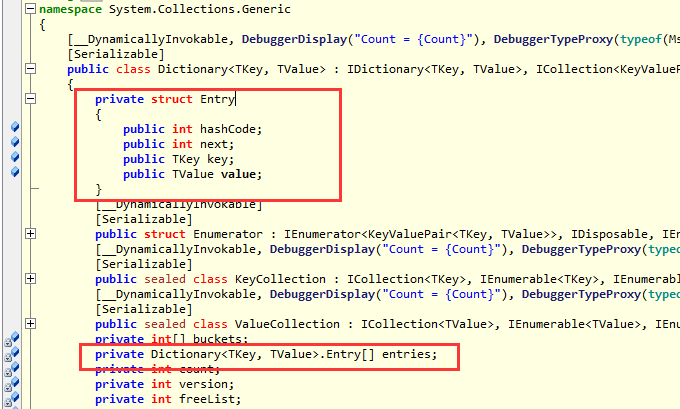 namespace System.Collections.Generic
{
[__DynamicallyInvokable, DebuggerDisplay("Count = {Count}"), DebuggerTypeProxy(typeof(Ms
[Serializable]
public class Dictionary<TKey, TValue> : IDictionary<TKey, TValue>, ICollection<KeyValueP
{
private struct Entry
{
public int hashCode;
public int next;
public TKey key;
public TValue value;
}
[__DynamicallyInvokable]
[Serializable]
public struct Enumerator : IEnumerator<KeyValuePair<TKey, TValue>>, IDisposable, IEn
[__DynamicallyInvokable, DebuggerDisplay("Count = {Count}"), DebuggerTypeProxy(typeo
[Serializable]
public sealed class KeyCollection : ICollection<TKey>, IEnumerable<TKey>, IEnumerabl
[__DynamicallyInvokable, DebuggerDisplay("Count = {Count}"), DebuggerTypeProxy(typeo
[Serializable]
public sealed class ValueCollection : ICollection<TValue>, IEnumerable<TValue>, IEnu
private int[] buckets;
private Dictionary<TKey, TValue>.Entry[] entries;
private int count;
private int version;
private int freeList;